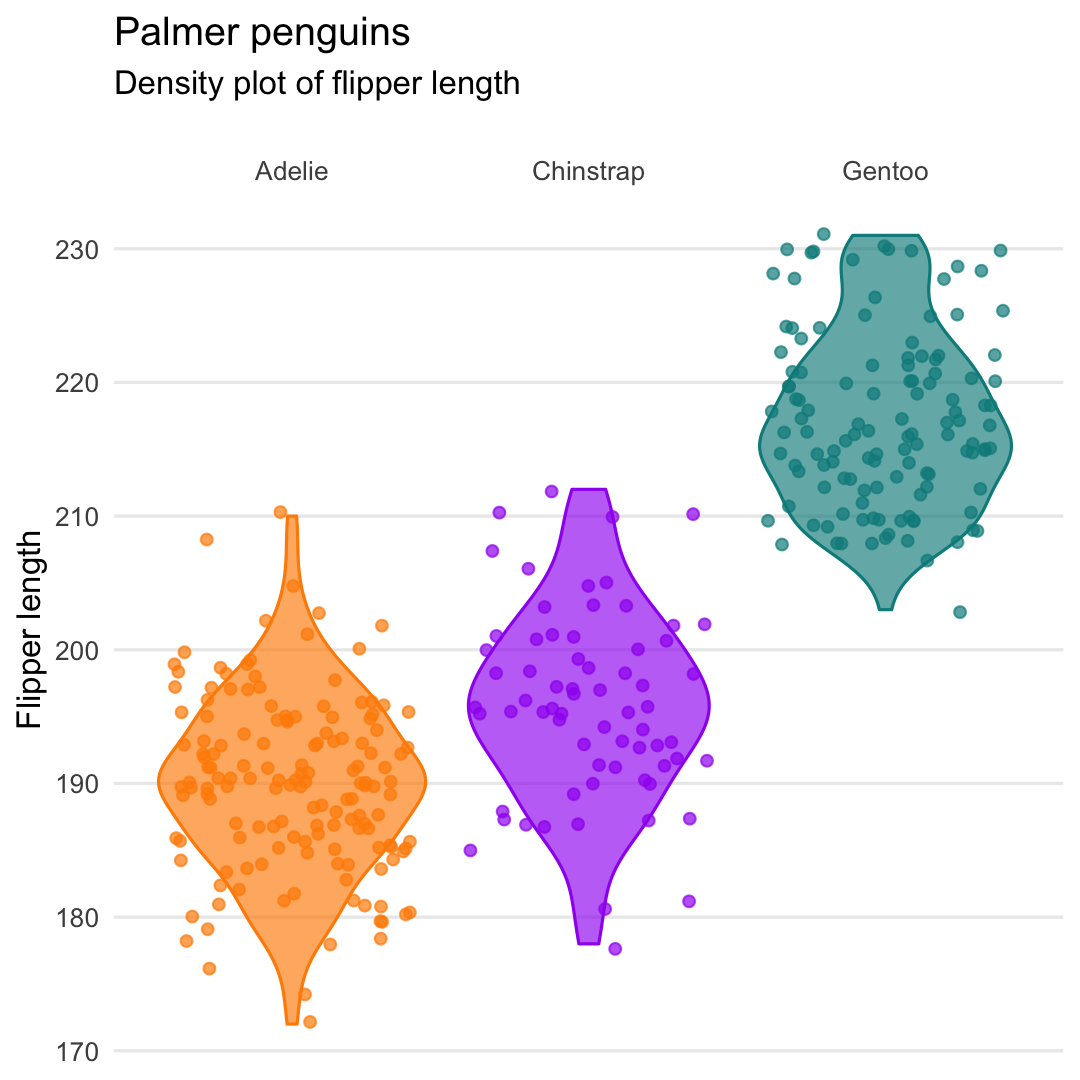 Palmer penguins
Density plot of flipper length
Adelie Chinstrap Gentoo
230
220
210
Flipper length
200
190
180
170